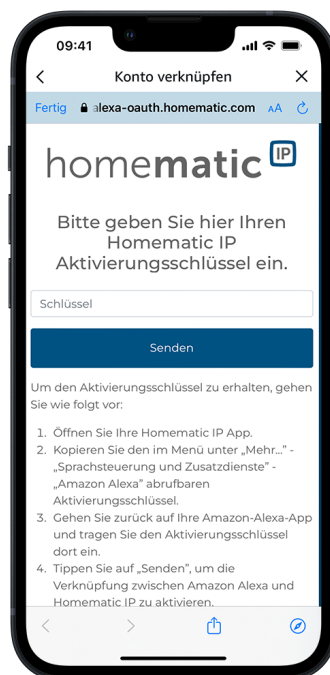 09:41
Konto verknüpfen
Fertig alexa-oauth.homematic.com AA
homematic IP
Bitte geben Sie hier Ihren
Homematic IP
Aktivierungsschlüssel ein.
Schlüssel
Senden
Um den Aktivierungsschlüssel zu erhalten, gehen
Sie wie folgt vor:
1. Öffnen Sie Ihre Homematic IP App.
2. Kopieren Sie den im Menü unter „Mehr...” -
„Sprachsteuerung und Zusatzdienste” -
„Amazon Alexa” abrufbaren
Aktivierungsschlüssel.
3. Gehen Sie zurück auf Ihre Amazon-Alexa-App
und tragen Sie den Aktivierungsschlüssel
dort ein.
4. Tippen Sie auf „Senden”, um die
Verknüpfung zwischen Amazon Alexa und
Homematic IP zu aktivieren.